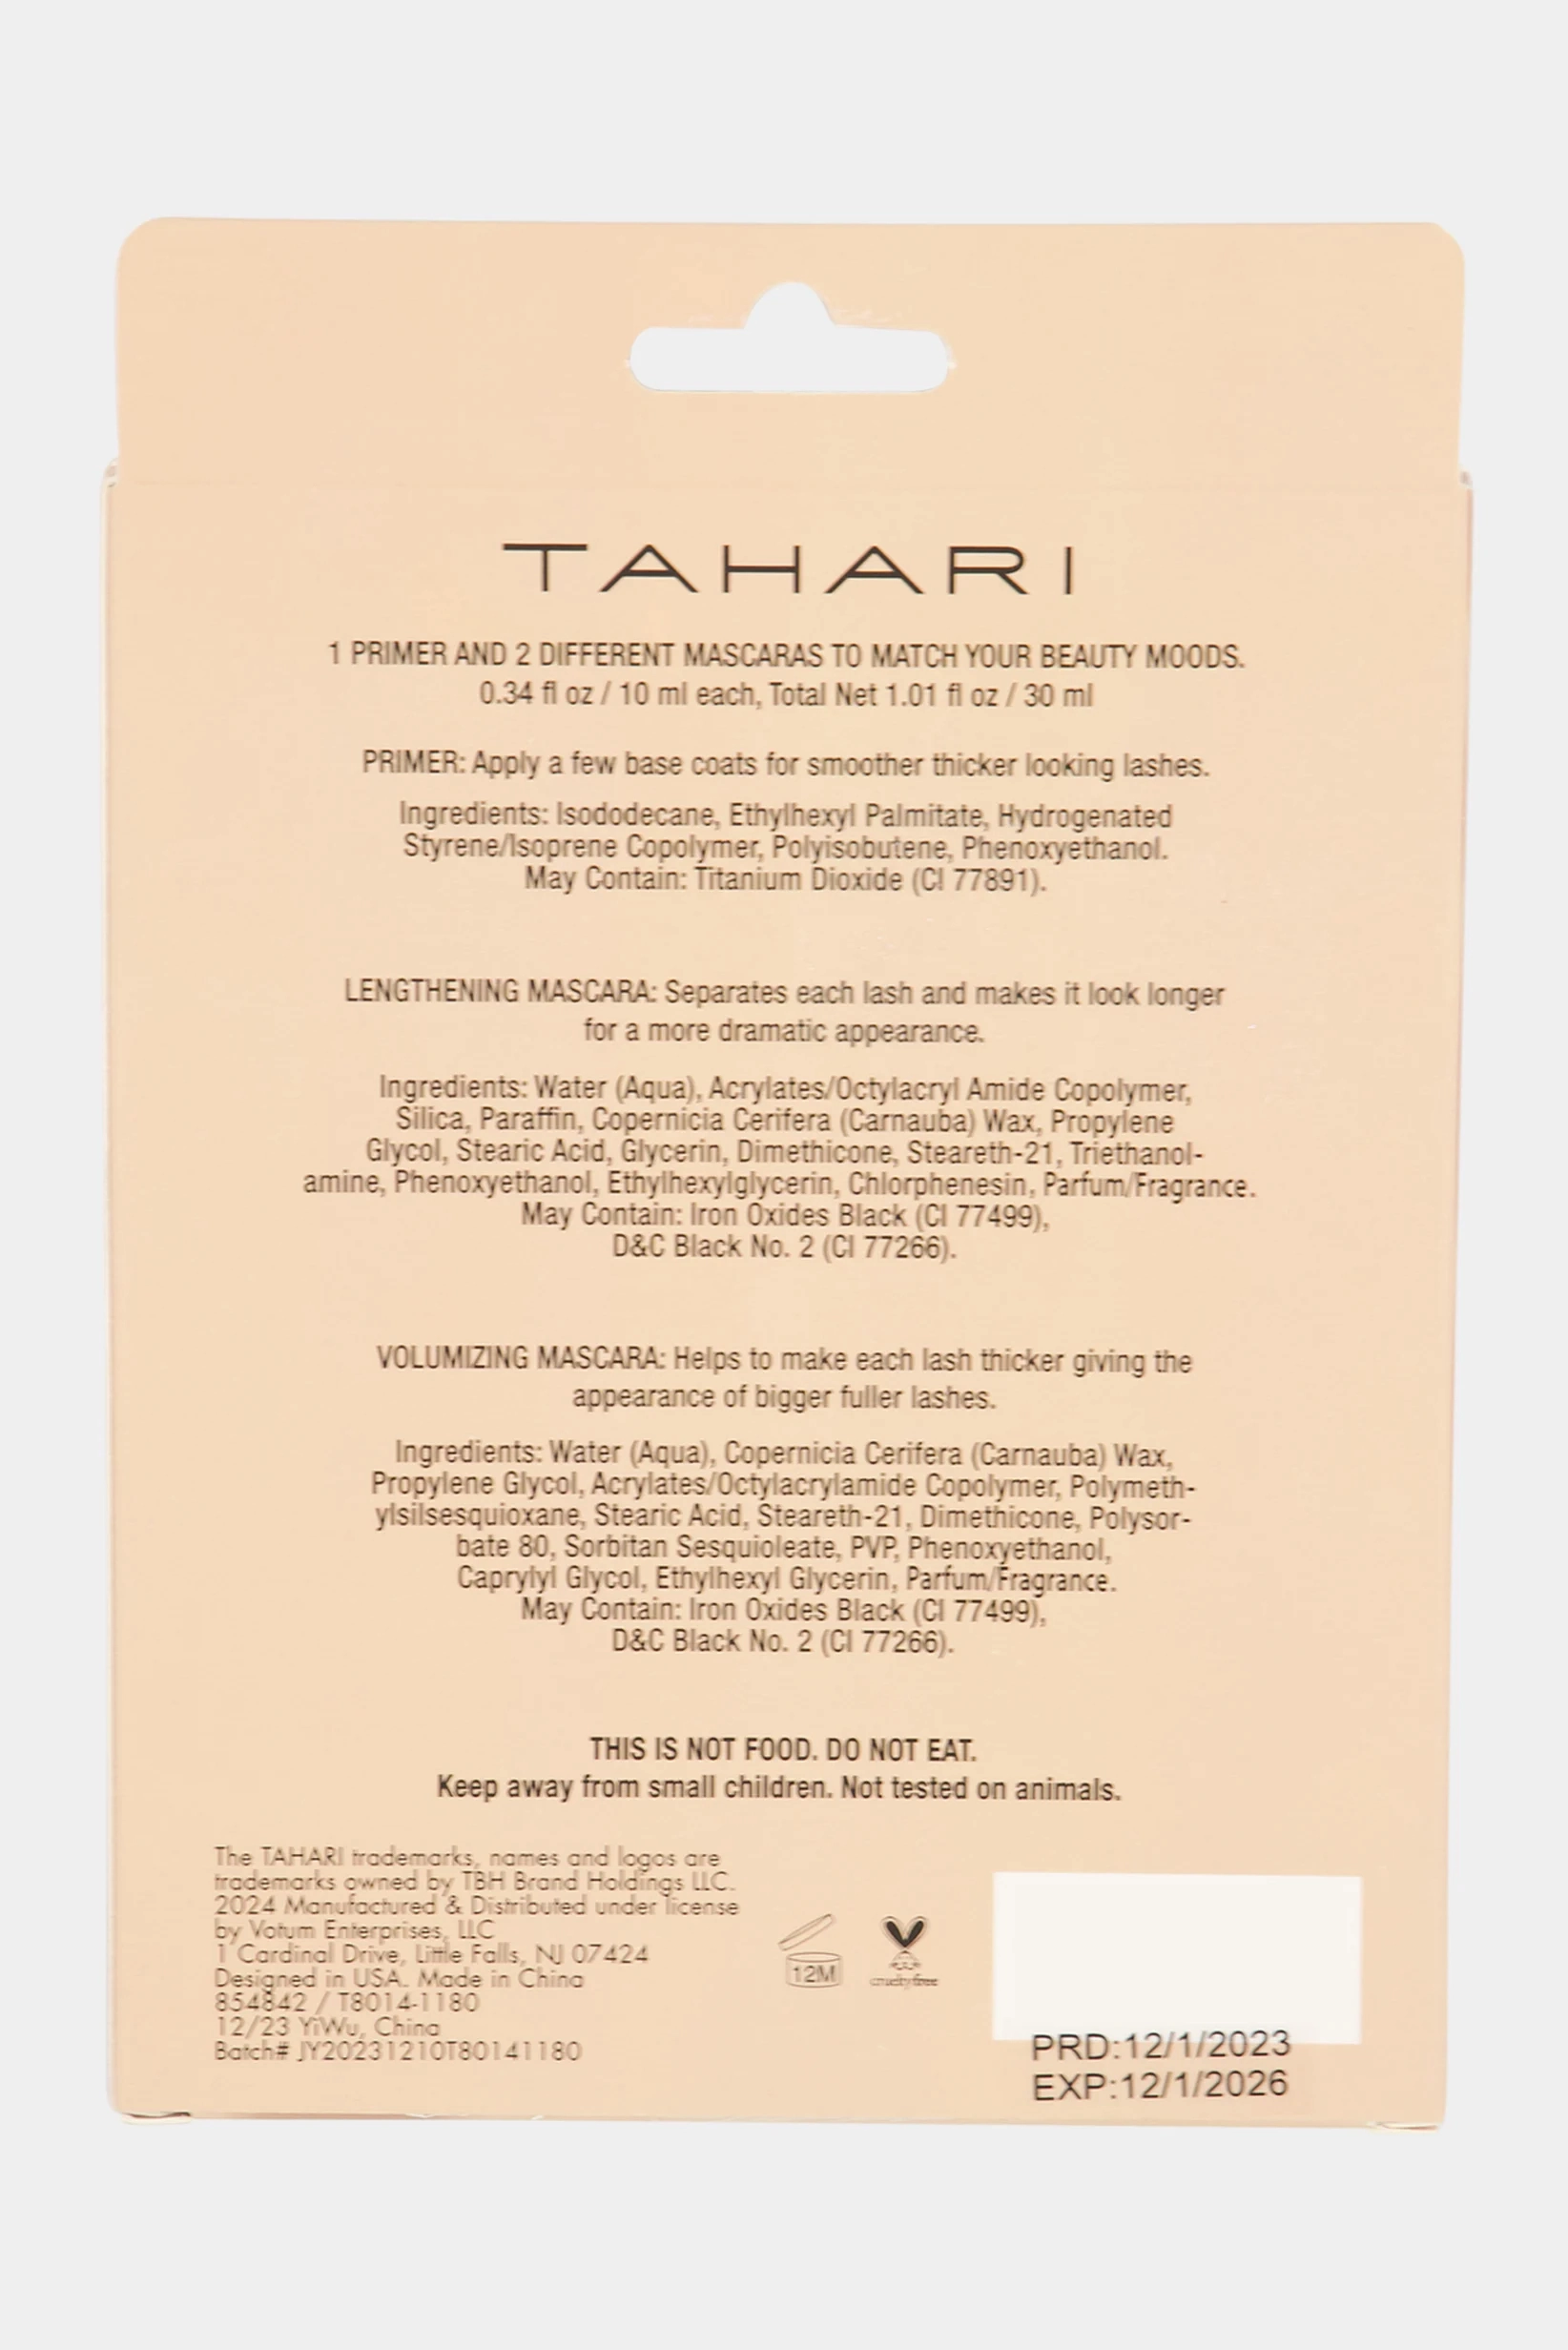 TAHARI
1 PRIMER AND 2 DIFFERENT MASCARAS TO MATCH YOUR BEAUTY MOODS.
0.34 fl oz / 10 ml each, Total Net 1.01 fl oz / 30 ml
PRIMER: Apply a few base coats for smoother thicker looking lashes.
Ingredients: Isododecane, Ethylhexyl Palmitate, Hydrogenated
Styrene/Isoprene Copolymer, Polyisobutene, Phenoxyethanol.
May Contain: Titanium Dioxide (CI 77891).
LENGTHENING MASCARA: Separates each lash and makes it look longer
for a more dramatic appearance.
Ingredients: Water (Aqua), Acrylates/Octylacryl Amide Copolymer,
Silica, Paraffin, Copernicia Cerifera (Carnauba) Wax, Propylene
Glycol, Stearic Acid, Glycerin, Dimethicone, Steareth-21, Triethanol-
amine, Phenoxyethanol, Ethylhexylglycerin, Chlorphenesin, Parfum/Fragrance.
May Contain: Iron Oxides Black (CI 77499),
D&C Black No. 2 (CI 77266).
VOLUMIZING MASCARA: Helps to make each lash thicker giving the
appearance of bigger fuller lashes.
Ingredients: Water (Aqua), Copernicia Cerifera (Carnauba) Wax,
Propylene Glycol, Acrylates/Octylacrylamide Copolymer, Polymeth-
ylsilsesquioxane, Stearic Acid, Steareth-21, Dimethicone, Polysor-
bate 80, Sorbitan Sesquioleate, PVP, Phenoxyethanol,
Caprylyl Glycol, Ethylhexyl Glycerin, Parfum/Fragrance.
May Contain: Iron Oxides Black (CI 77499),
D&C Black No. 2 (CI 77266).
THIS IS NOT FOOD. DO NOT EAT.
Keep away from small children. Not tested on animals.
The TAHARI trademarks, names and logos are
trademarks owned by TBH Brand Holdings LLC.
2024 Manufactured & Distributed under license
by Votum Enterprises, LLC
1 Cardinal Drive, Little Falls, NJ 07424
Designed in USA. Made in China
854842 / T8014-1180
12/23 YiWu, China
Batch# JY20231210T80141180
12M
cruelty free
PRD:12/1/2023
EXP:12/1/2026